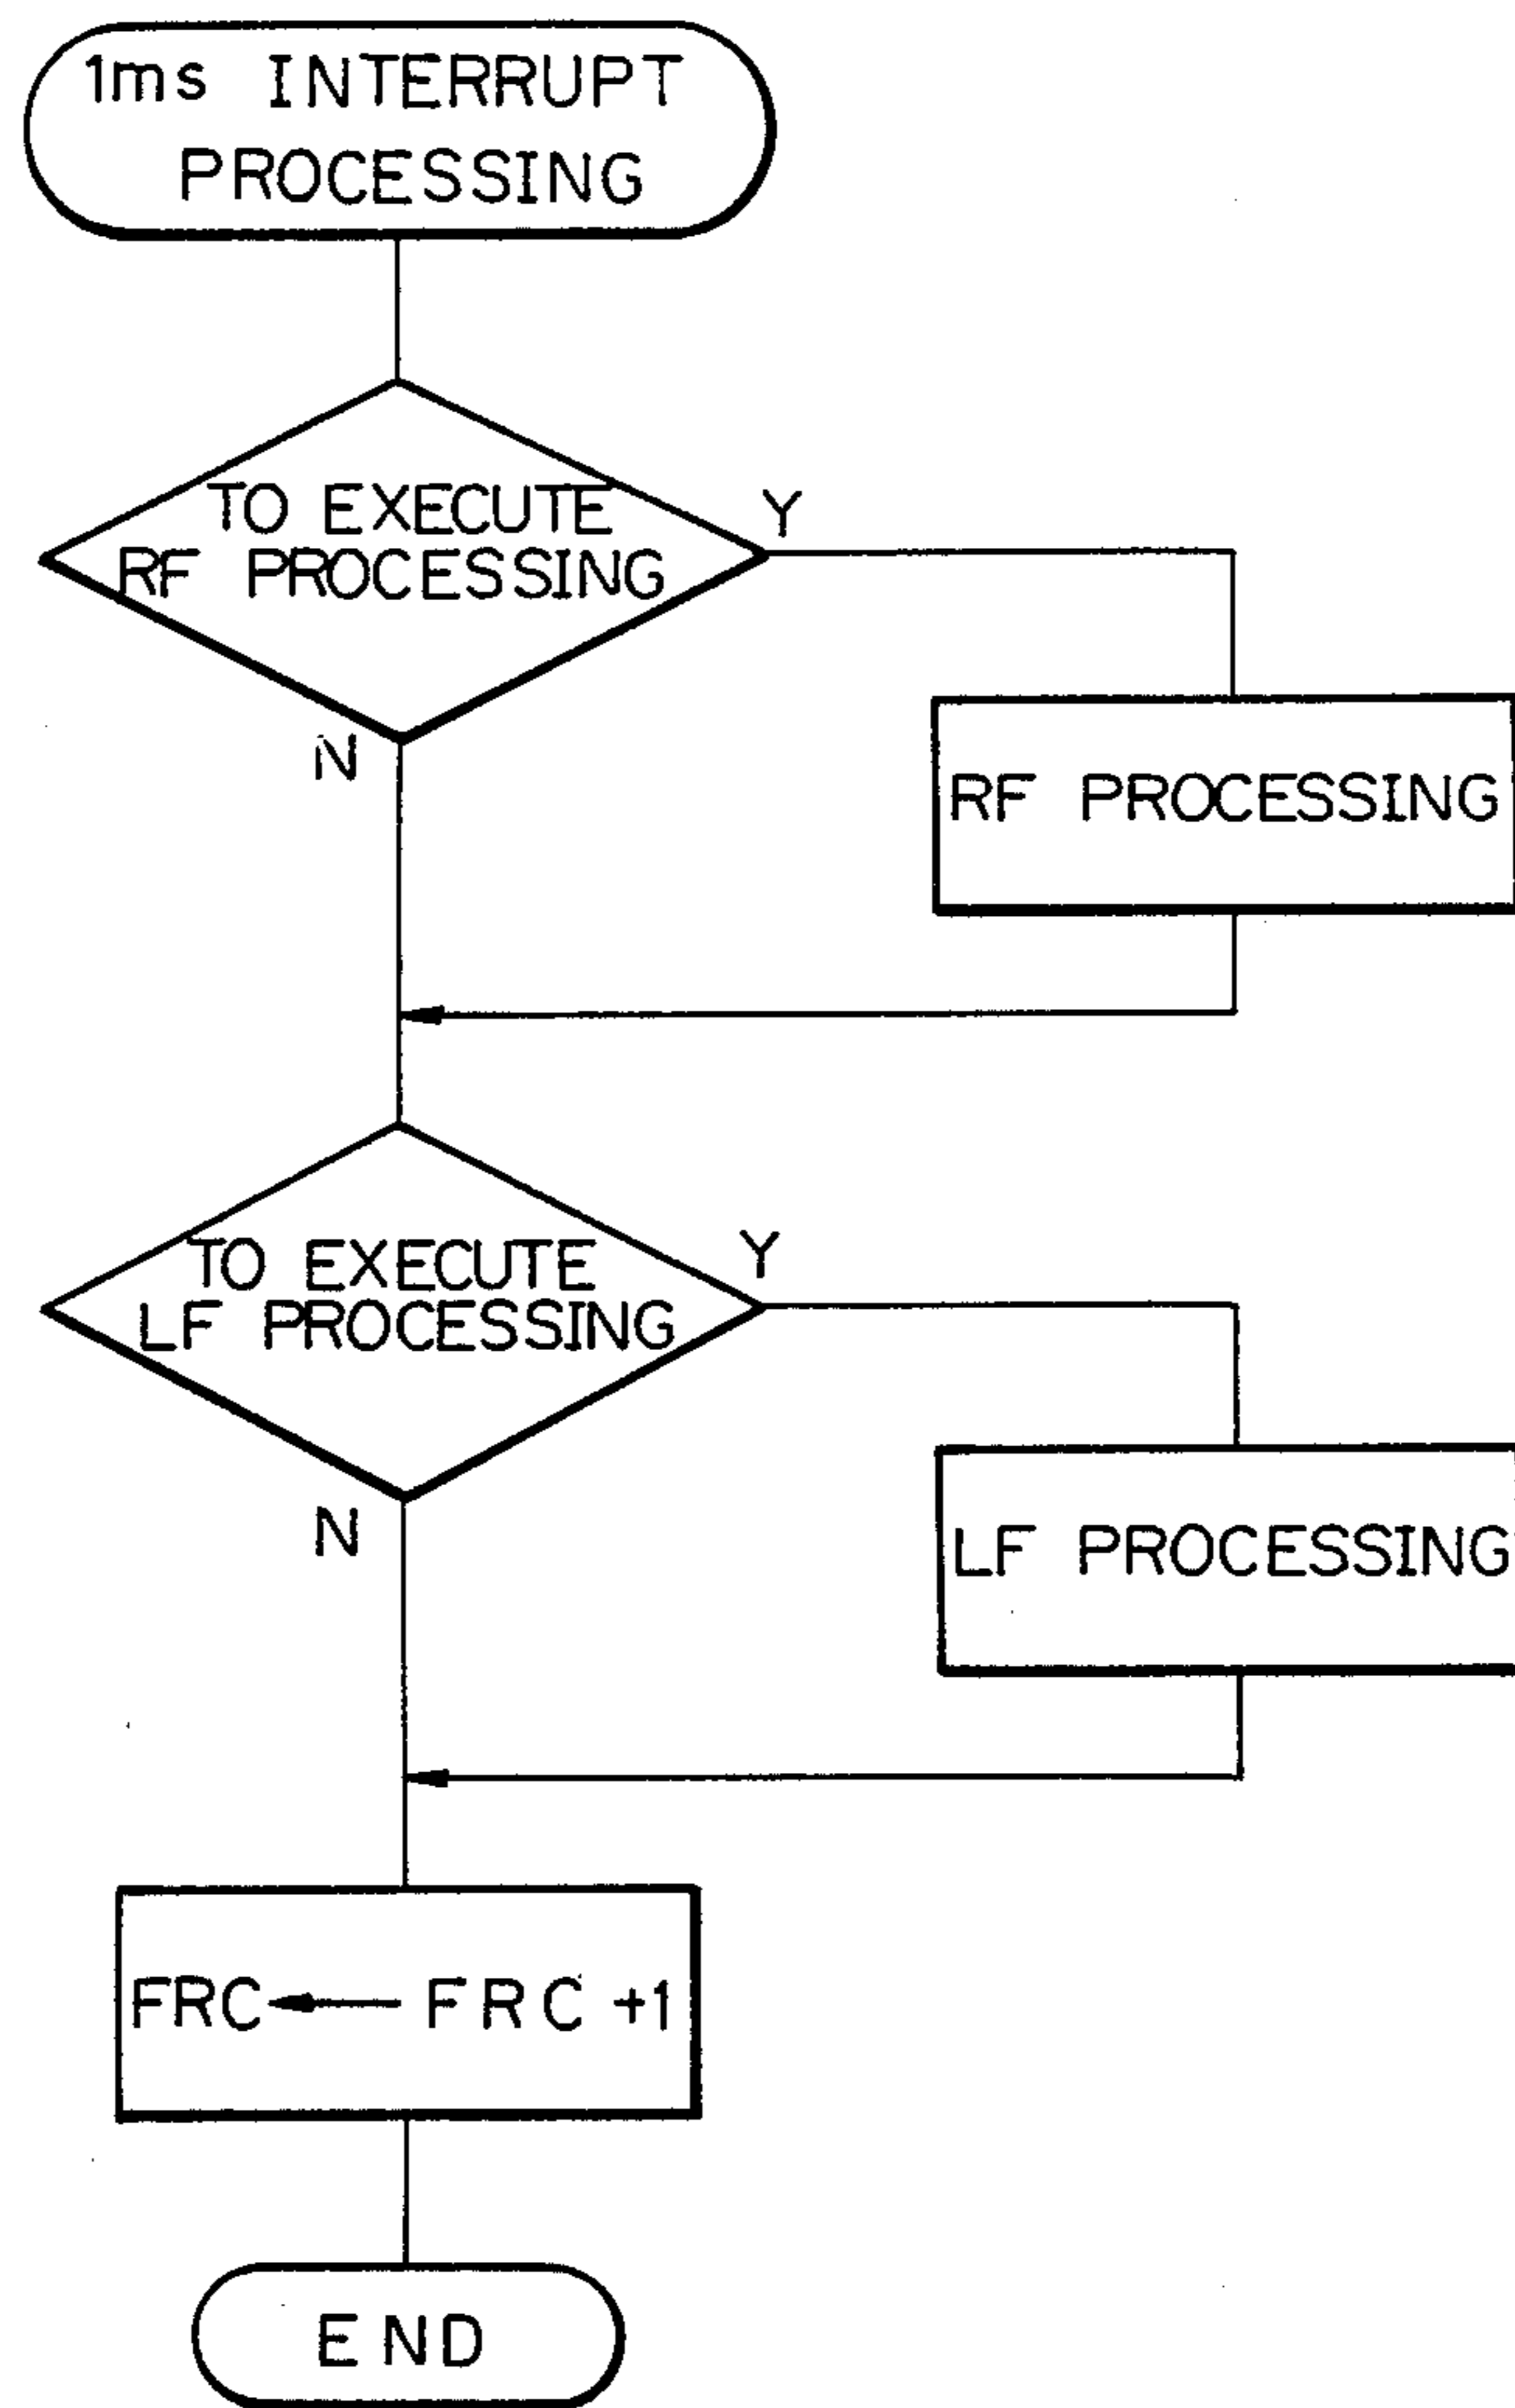 1ms INTERRUPT
PROCESSING
TO EXECUTE
RF PROCESSING
Y
N
RF PROCESSING
TO EXECUTE
LF PROCESSING
Y
N
LF PROCESSING
FRC ← FRC +1
END